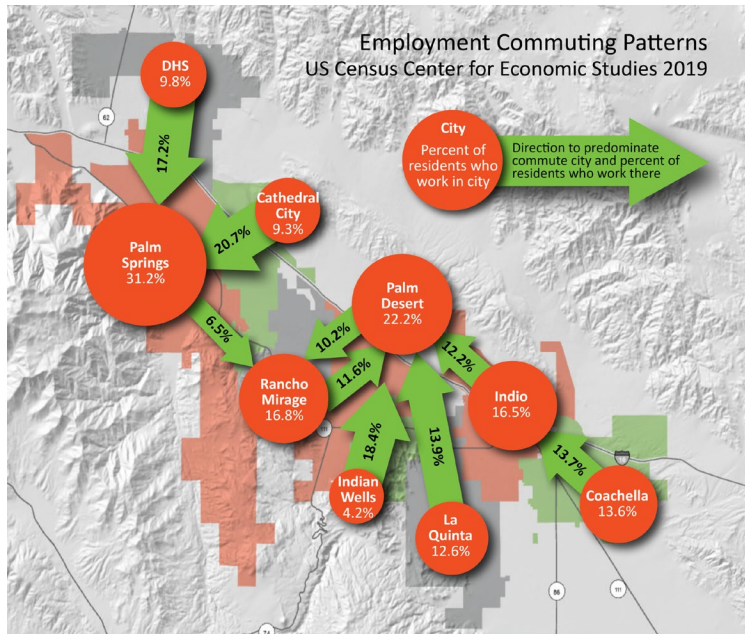 Employment Commuting Patterns
US Census Center for Economic Studies 2019
DHS
9.8%
62
17.2%
City
Percent of
residents who
work in city
Direction to predominate
commute city and percent of
residents who work there
Cathedral
City
9.3%
20.7%
Palm
Springs
31.2%
Palm
Desert
22.2%
6.5%
10.2%
11.6%
12.2%
Rancho
Mirage
16.8%
Indio
16.5%
111
18.4%
13.9%
13.7%
Indian
Wells
4.2%
Coachella
13.6%
La
Quinta
12.6%
86
111
74